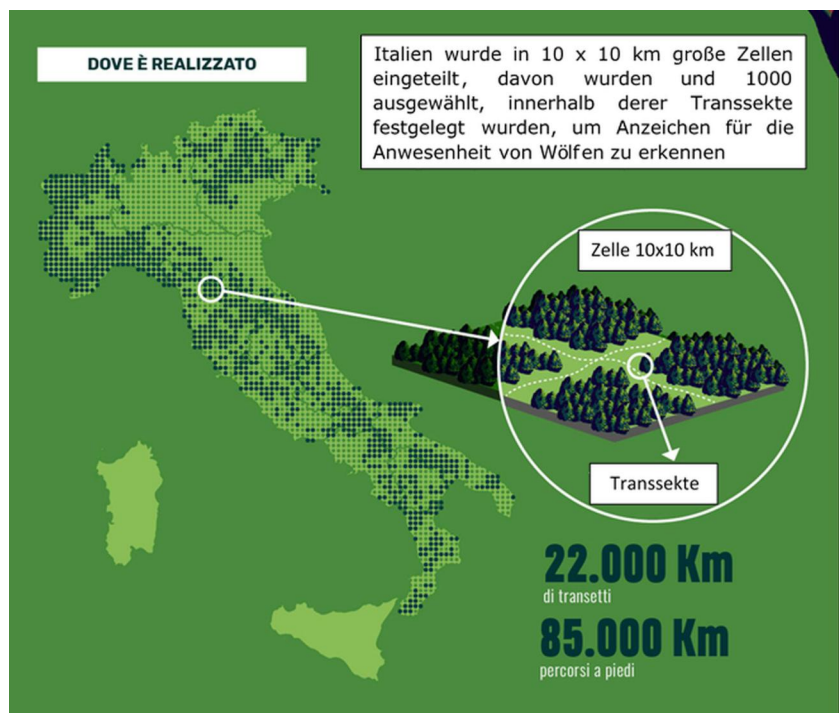 DOVE È REALIZZATO
Italien wurde in 10 x 10 km große Zellen
eingeteilt, davon wurden und 1000
ausgewählt, innerhalb derer Transsekte
festgelegt wurden, um Anzeichen für die
Anwesenheit von Wölfen zu erkennen
Zelle 10x10 km
Transsekte
22.000 Km
di transetti
85.000 Km
percorsi a piedi